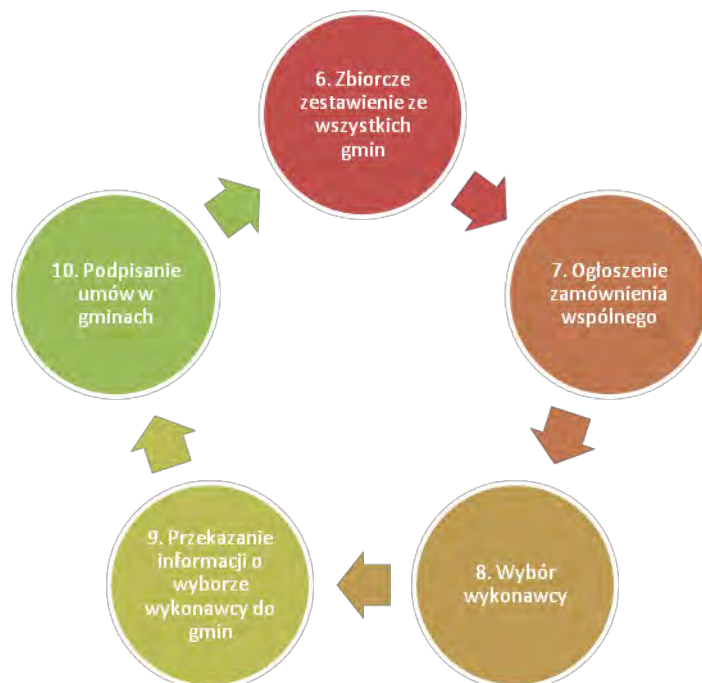 6. Zbiorcze
zestawienie ze
wszystkich
gmin
7. Ogłoszenie
zamównienia
wspólnego
8. Wybór
wykonawcy
9. Przekazanie
informacji o
wyborze
wykonawcy do
gmin
10. Podpisanie
umów w
gminach